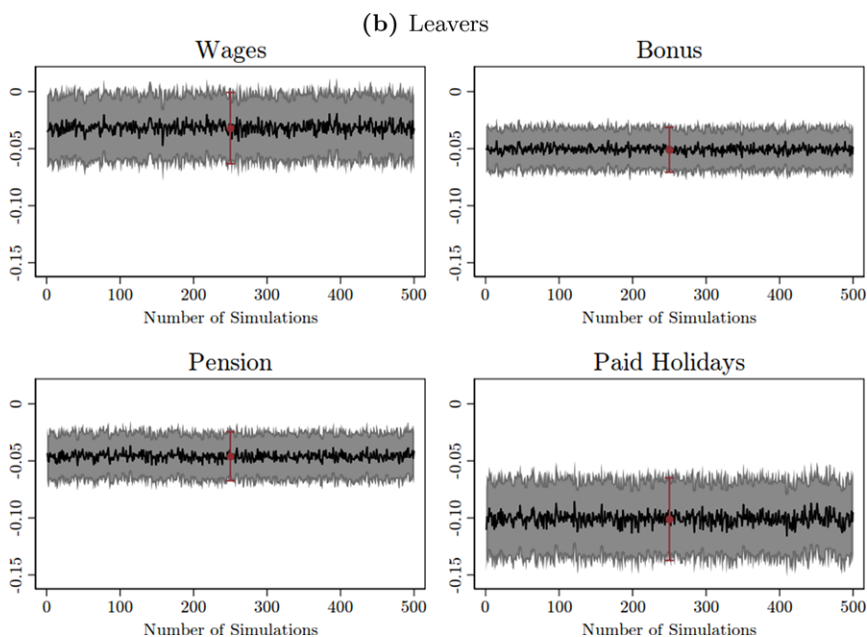 (b) Leavers
Wages
0
-0.05
-0.10
-0.15
0 100 200 300 400 500
Number of Simulations
Bonus
0
-0.05
-0.10
-0.15
0 100 200 300 400 500
Number of Simulations
Pension
0
-0.05
-0.10
-0.15
0 100 200 300 400 500
Number of Simulations
Paid Holidays
0
-0.05
-0.10
-0.15
0 100 200 300 400 500
Number of Simulations